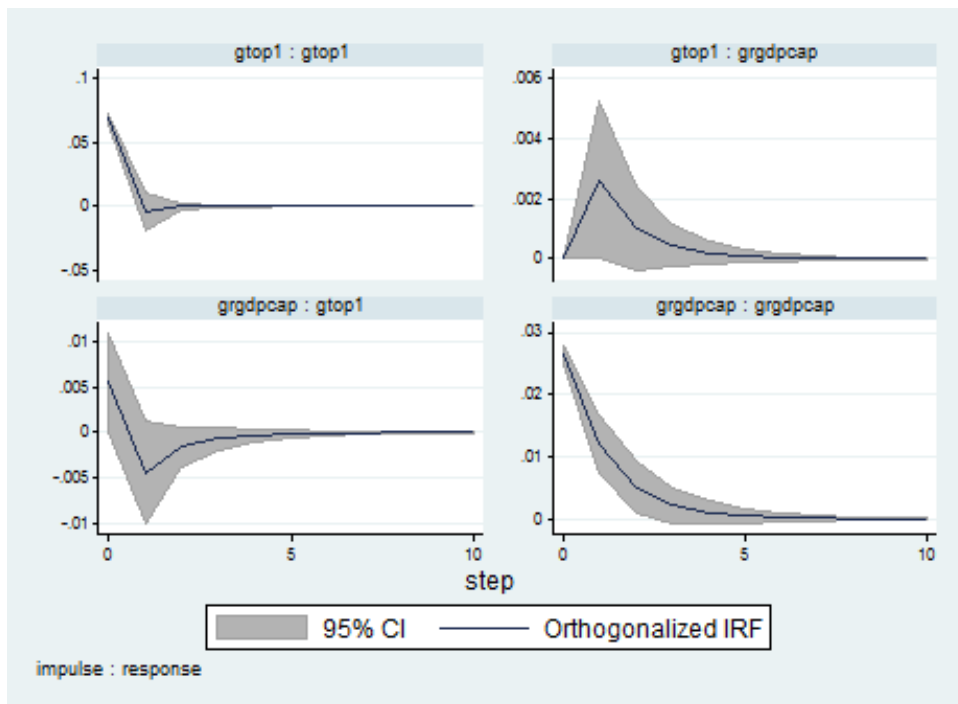 gtop1 : gtop1
.1
.05
0
-.05
gtop1 : grgdpcap
.006
.004
.002
0
grgdpcap : gtop1
.01
.005
0
-.005
-.01
0 5 10
grgdpcap : grgdpcap
.03
.02
.01
0
0 5 10
step
95% CI Orthogonalized IRF
impulse : response